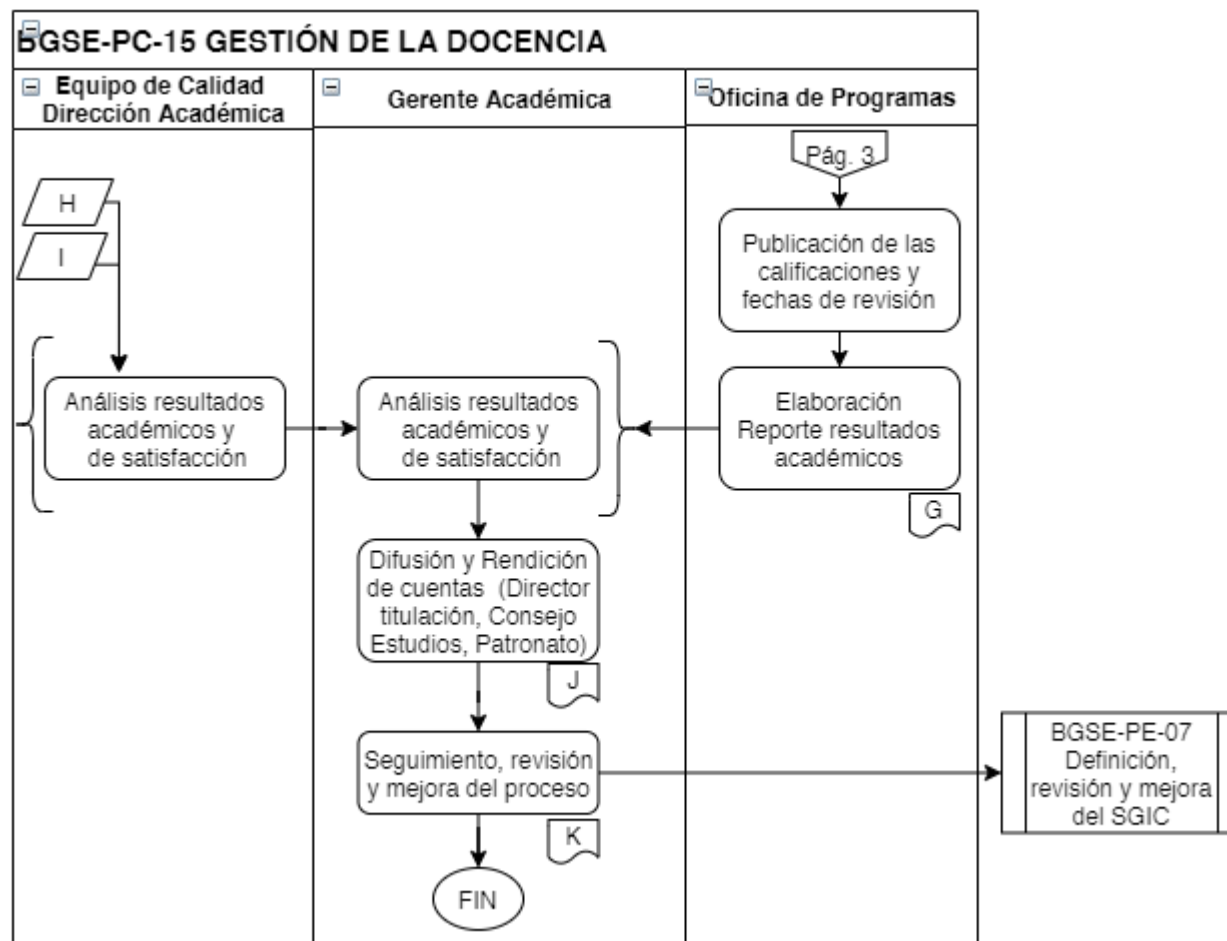 BGSE-PC-15 GESTIÓN DE LA DOCENCIA
Equipo de Calidad
Dirección Académica
Gerente Académica
Oficina de Programas
Pág. 3
H
I
Publicación de las
calificaciones y
fechas de revisión
Análisis resultados
académicos y
de satisfacción
Análisis resultados
académicos y
de satisfacción
Elaboración
Reporte resultados
académicos
G
Difusión y Rendición
de cuentas (Director
titulación, Consejo
Estudios, Patronato)
J
Seguimiento, revisión
y mejora del proceso
K
BGSE-PE-07
Definición,
revisión y mejora
del SGIC
FIN